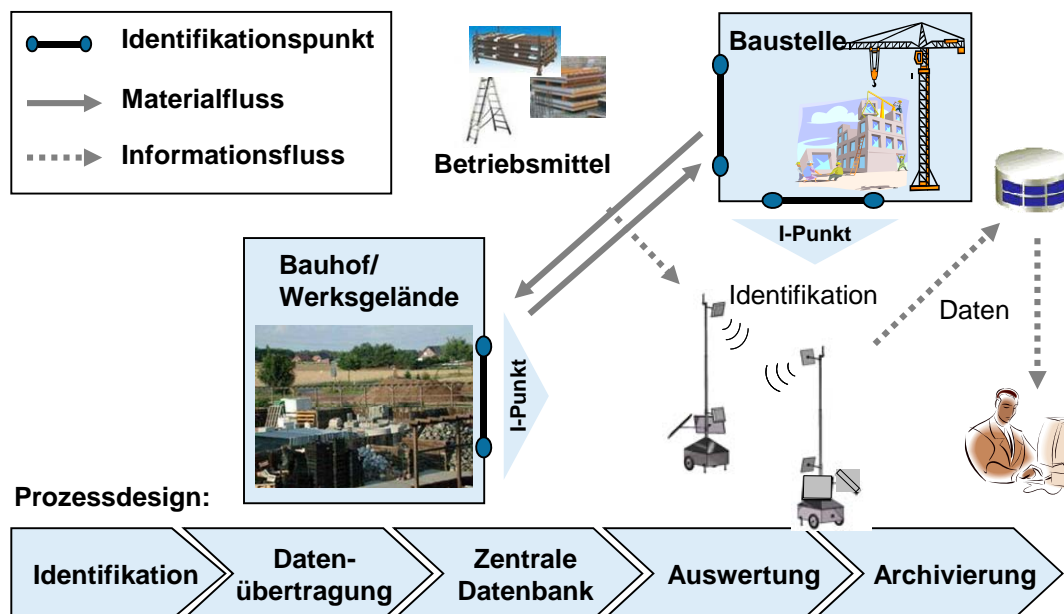 Identifikationspunkt
Materialfluss
Informationsfluss
Betriebsmittel
Baustelle
I-Punkt
Bauhof/
Werksgelände
I-Punkt
Identifikation
Daten
Prozessdesign:
Identifikation
Daten-
übertragung
Zentrale
Datenbank
Auswertung
Archivierung